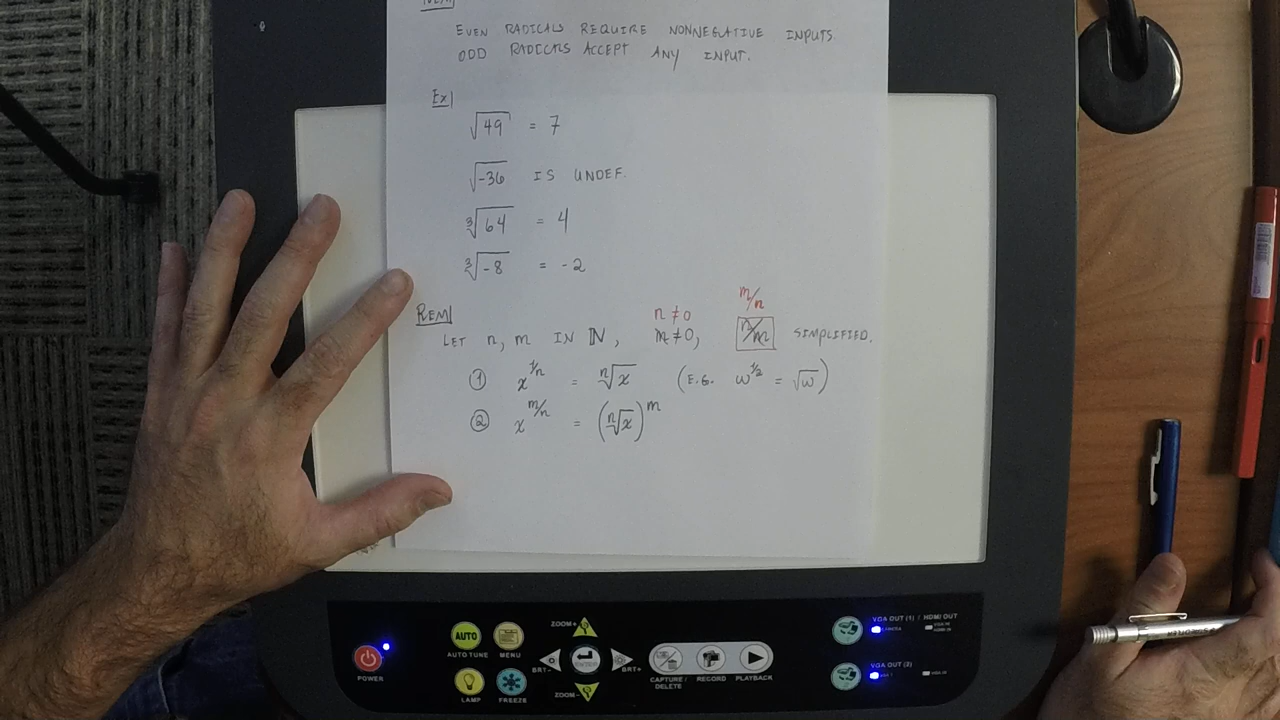 EVEN RADICALS REQUIRE NONNEGATIVE INPUTS
ODD RADICALS ACCEPT ANY INPUT.
Ex
√49 = 7
√-36 IS UNDEF.
∛64 = 4
∛-8 = -2
REM
n ≠ 0 m/n
LET n, m IN ℕ, m ≠ 0, n/m SIMPLIFIED.
① x^(1/n) = ⁿ√x (E.G. w^(1/2) = √w)
② x^(m/n) = (ⁿ√x)^m
POWER
AUTO
AUTO TUNE
MENU
LAMP
FREEZE
ZOOM+
BRT-
BRT+
ZOOM-
CAPTURE / DELETE
RECORD
PLAYBACK
VGA OUT (1) / HDMI OUT
VGA OUT (2)